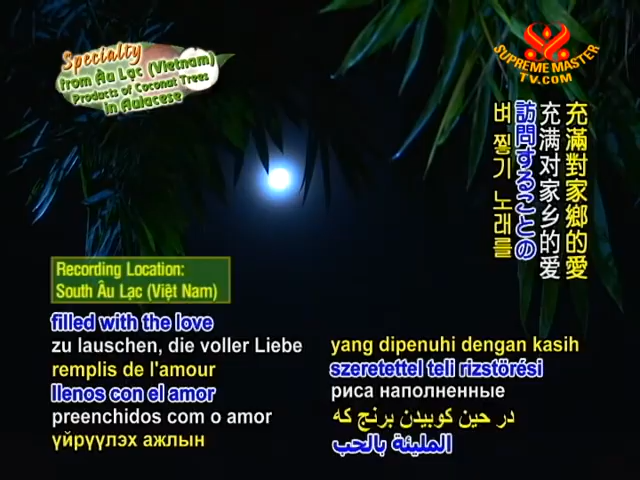 Specialty
from Âu Lạc (Vietnam)
Products of Coconut Trees
In Aulacese
SUPREME MASTER
TV.COM
充滿對家鄉的愛
充满对家乡的爱
訪問することの
벼 찧기 노래를
Recording Location:
South Âu Lạc (Việt Nam)
filled with the love
zu lauschen, die voller Liebe
remplis de l'amour
llenos con el amor
preenchidos com o amor
үйрүүлэх ажлын
yang dipenuhi dengan kasih
szeretettel teli rizstörési
риса наполненные
در حین کوبیدن برنج که
المليئة بالحب